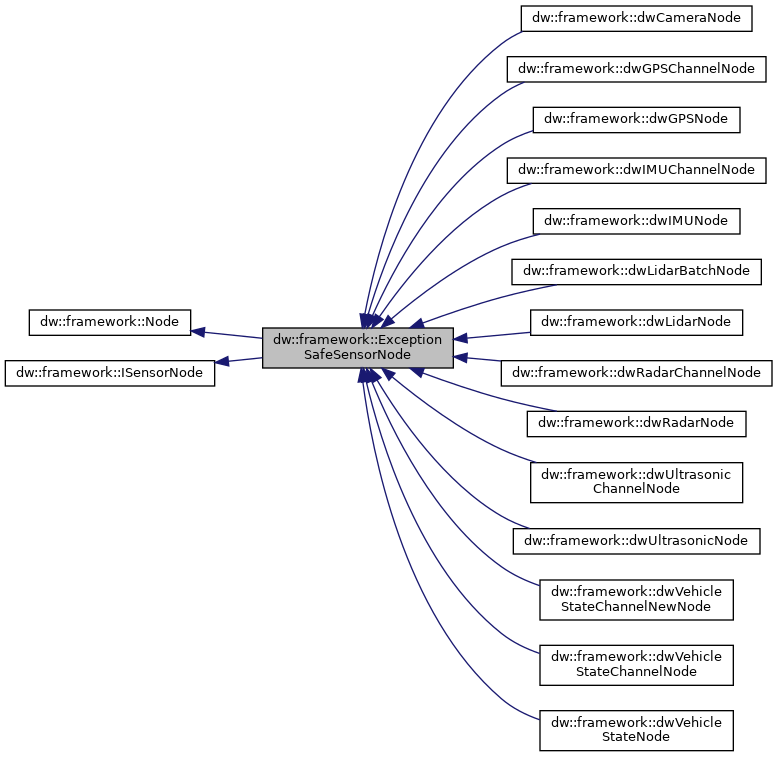 dw::framework::Node
dw::framework::ISensorNode
dw::framework::Exception
SafeSensorNode
dw::framework::dwCameraNode
dw::framework::dwGPSChannelNode
dw::framework::dwGPSNode
dw::framework::dwIMUChannelNode
dw::framework::dwIMUNode
dw::framework::dwLidarBatchNode
dw::framework::dwLidarNode
dw::framework::dwRadarChannelNode
dw::framework::dwRadarNode
dw::framework::dwUltrasonic
ChannelNode
dw::framework::dwUltrasonicNode
dw::framework::dwVehicle
StateChannelNewNode
dw::framework::dwVehicle
StateChannelNode
dw::framework::dwVehicle
StateNode